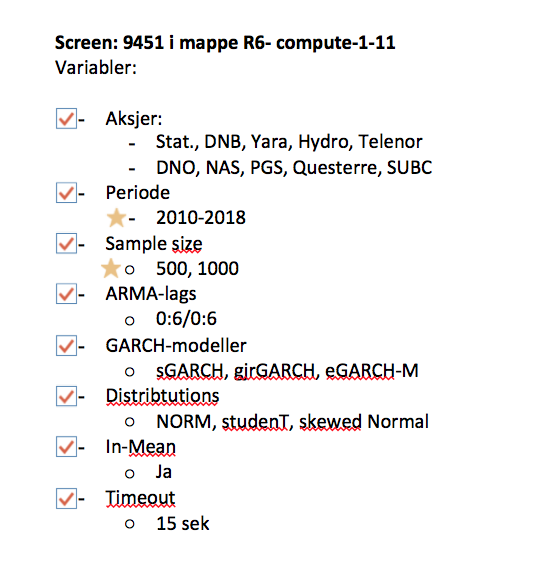 Screen: 9451 i mappe R6- compute-1-11
Variabler:
- Aksjer:
- Stat., DNB, Yara, Hydro, Telenor
- DNO, NAS, PGS, Questerre, SUBC
- Periode
- 2010-2018
- Sample size
o 500, 1000
- ARMA-lags
o 0:6/0:6
- GARCH-modeller
o sGARCH, gjrGARCH, eGARCH-M
- Distribtutions
o NORM, studenT, skewed Normal
- In-Mean
o Ja
- Timeout
o 15 sek